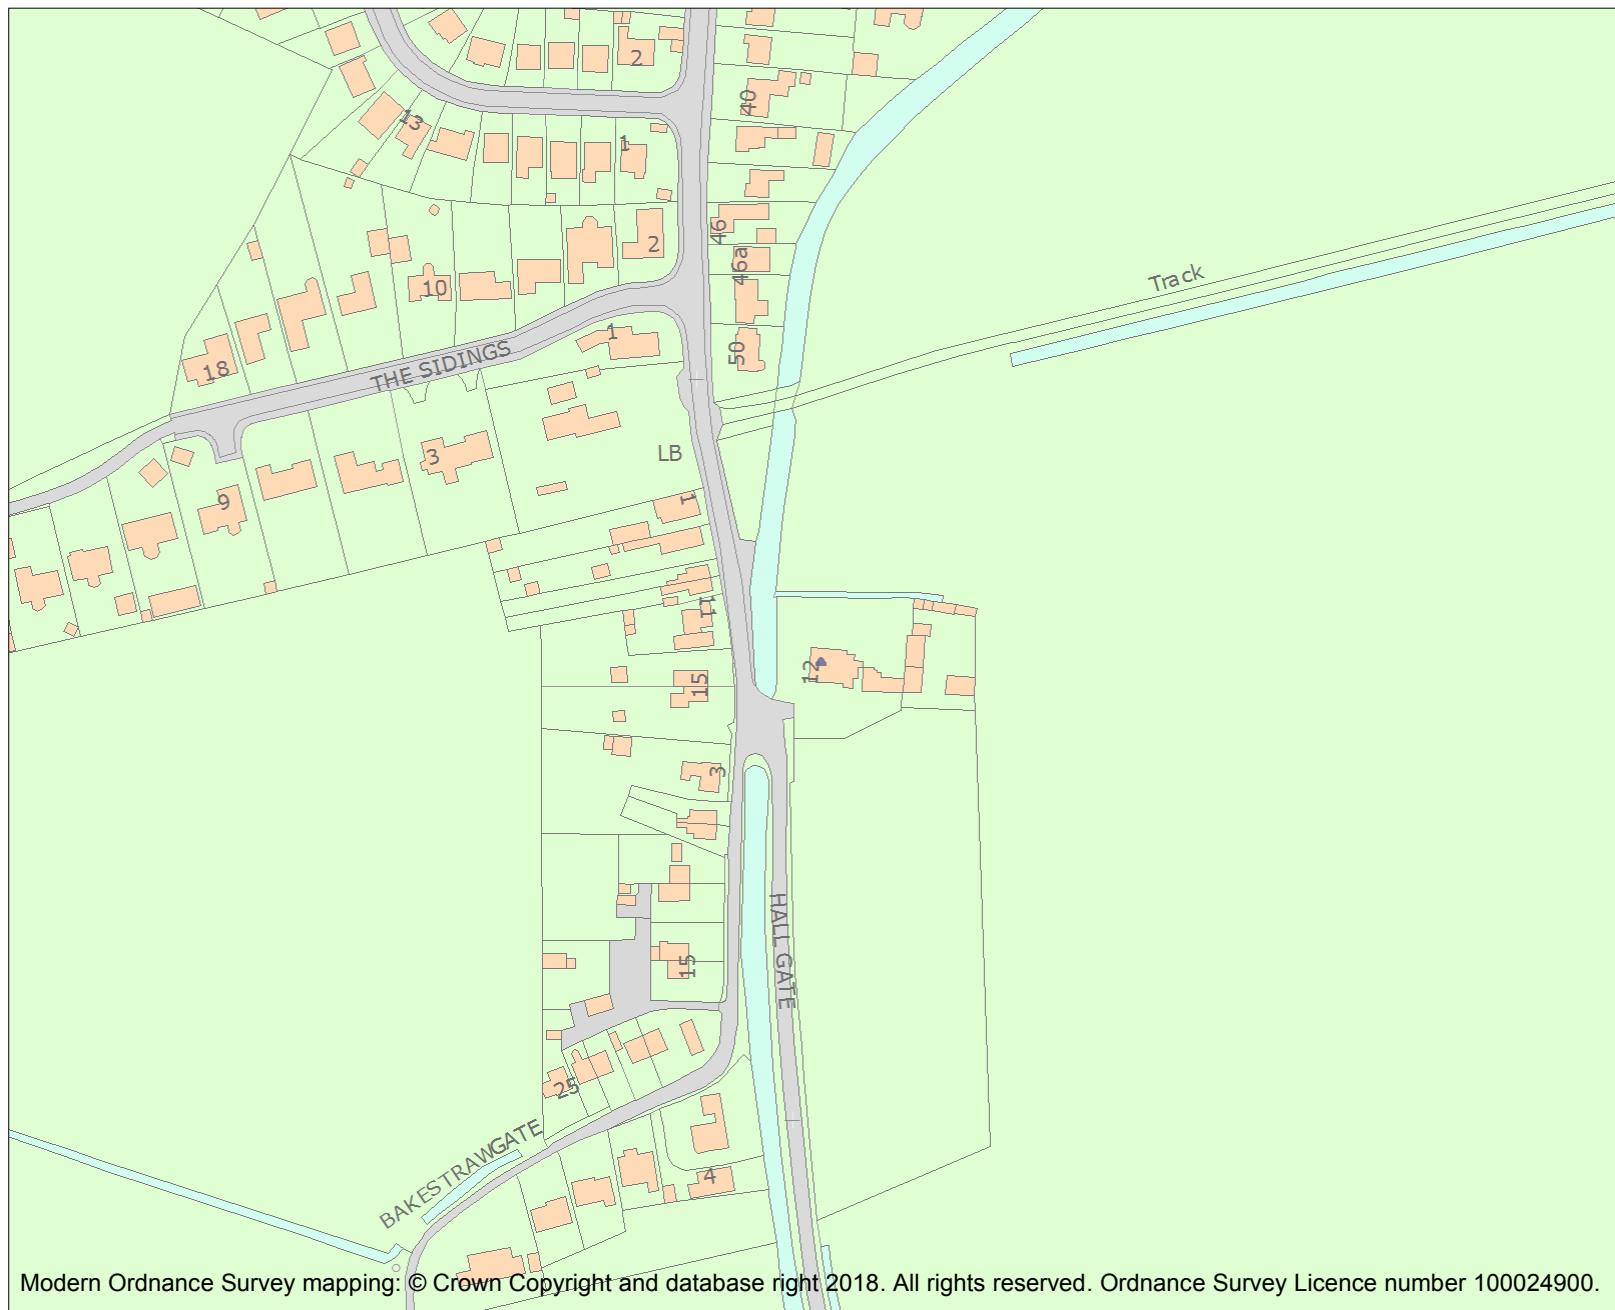 2
40
13
1
46
2
46a
Track
10
1
50
18
THE SIDINGS
LB
3
1
9
11
12
15
3
HALL GATE
15
25
BAKESTRAW GATE
4
Modern Ordnance Survey mapping: © Crown Copyright and database right 2018. All rights reserved. Ordnance Survey Licence number 100024900.